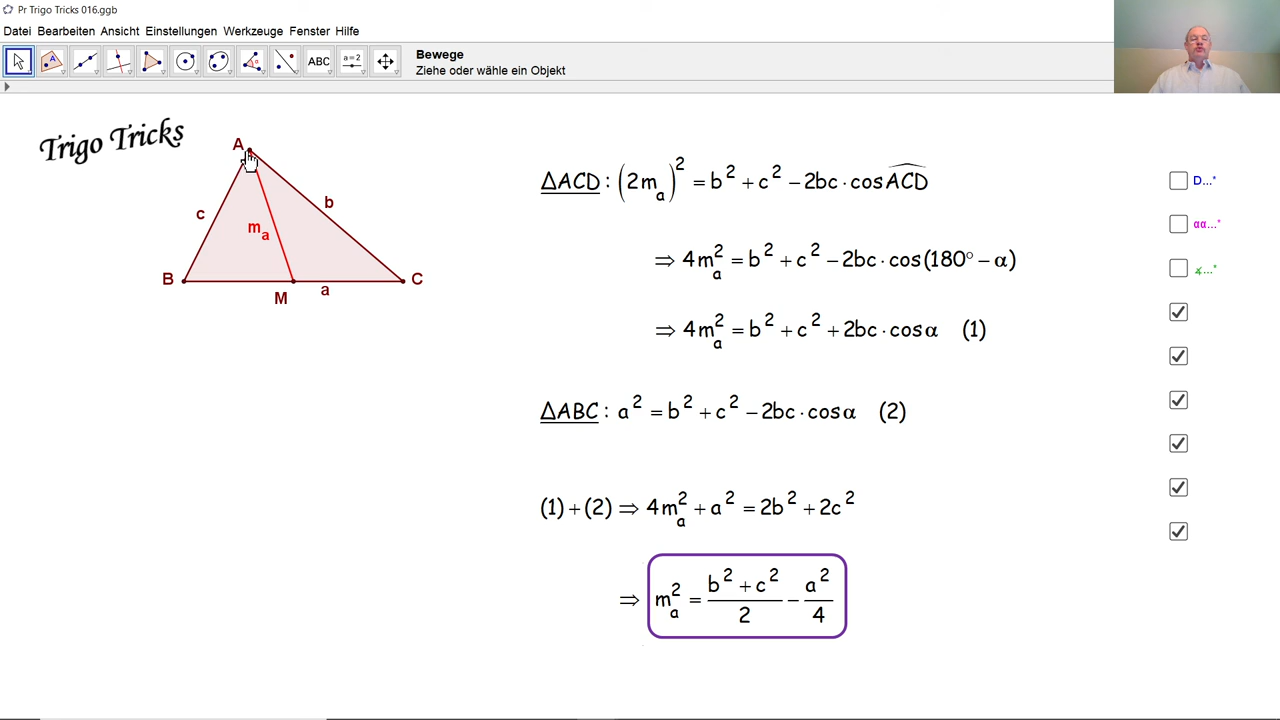 Pr Trigo Tricks 016.ggb
Datei Bearbeiten Ansicht Einstellungen Werkzeuge Fenster Hilfe
A α ABC a=2
Bewege
Ziehe oder wähle ein Objekt
Trigo Tricks
A
c
b
m_a
B
C
M
a
ΔACD : (2m_a)² = b² + c² − 2bc · cos ACD
⇒ 4m_a² = b² + c² − 2bc · cos(180° − α)
⇒ 4m_a² = b² + c² + 2bc · cos α (1)
ΔABC : a² = b² + c² − 2bc · cos α (2)
(1) + (2) ⇒ 4m_a² + a² = 2b² + 2c²
⇒ m_a² = (b² + c²)/2 − a²/4
D...*
αα...*
∡...*